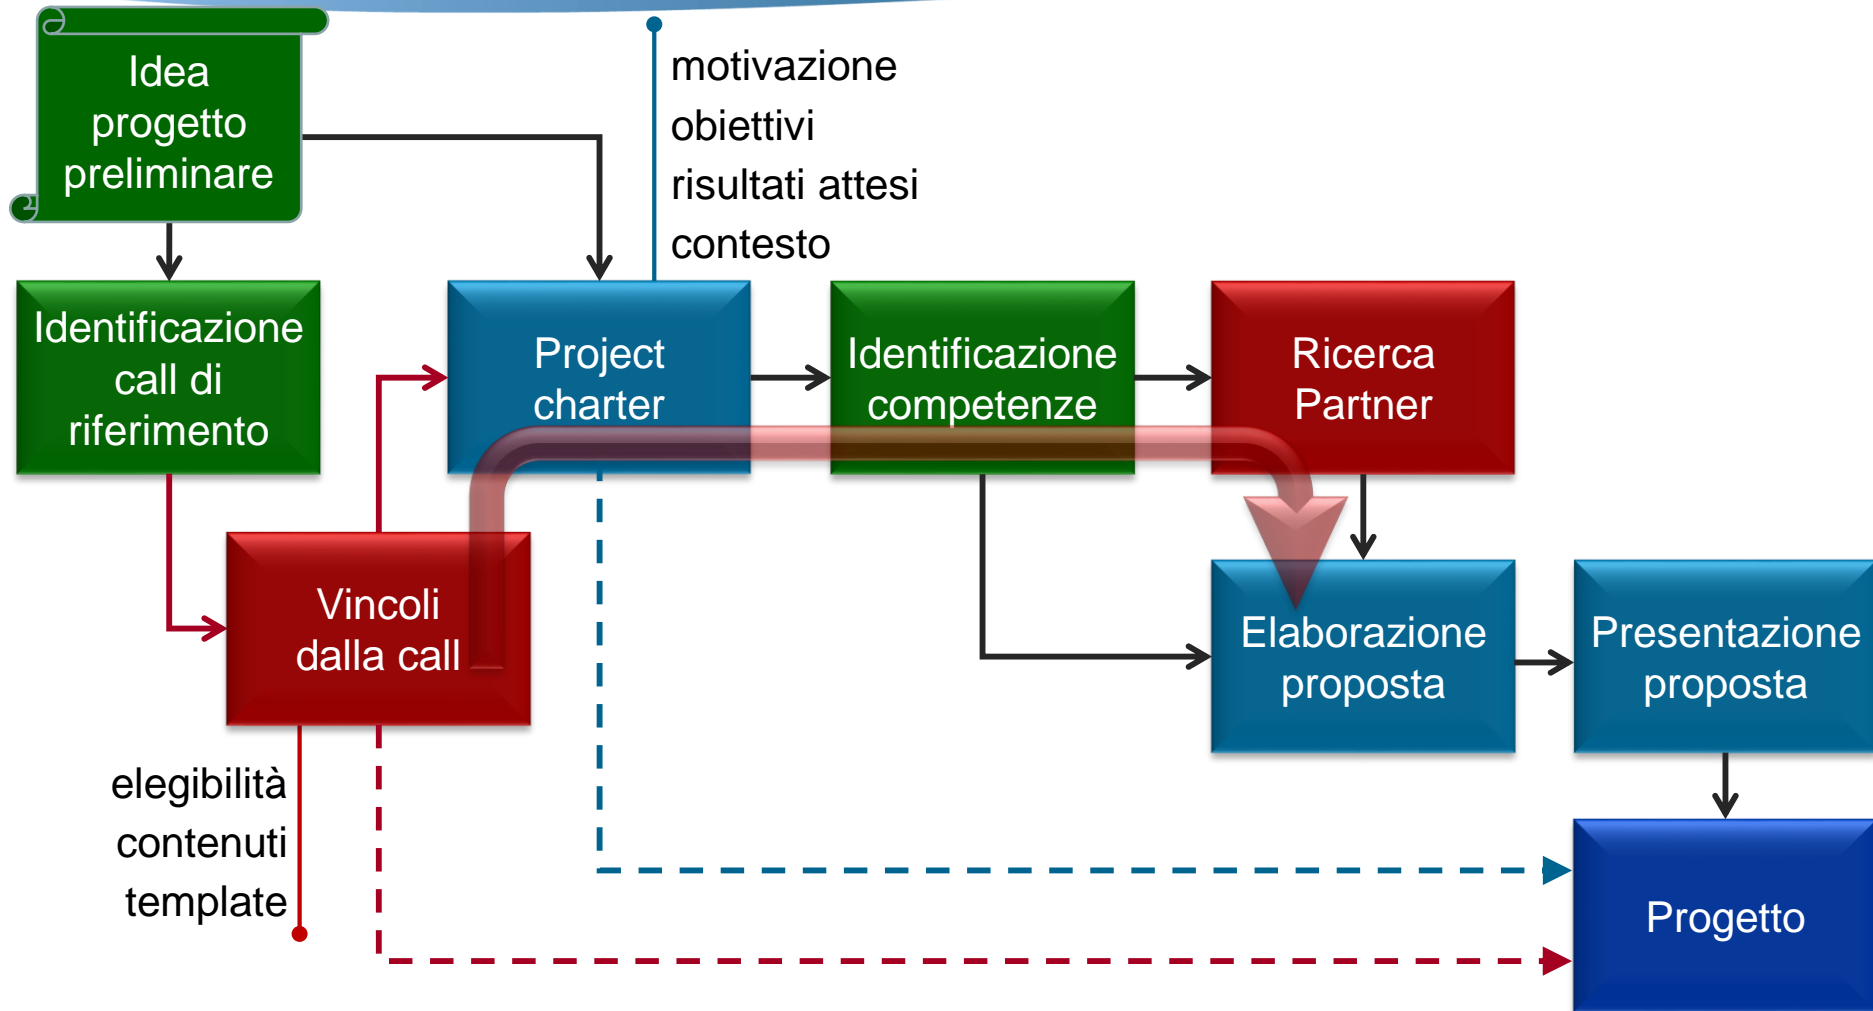 Idea
progetto
preliminare
motivazione
obiettivi
risultati attesi
contesto
Identificazione
call di
riferimento
Project
charter
Identificazione
competenze
Ricerca
Partner
Vincoli
dalla call
Elaborazione
proposta
Presentazione
proposta
elegibilità
contenuti
template
Progetto